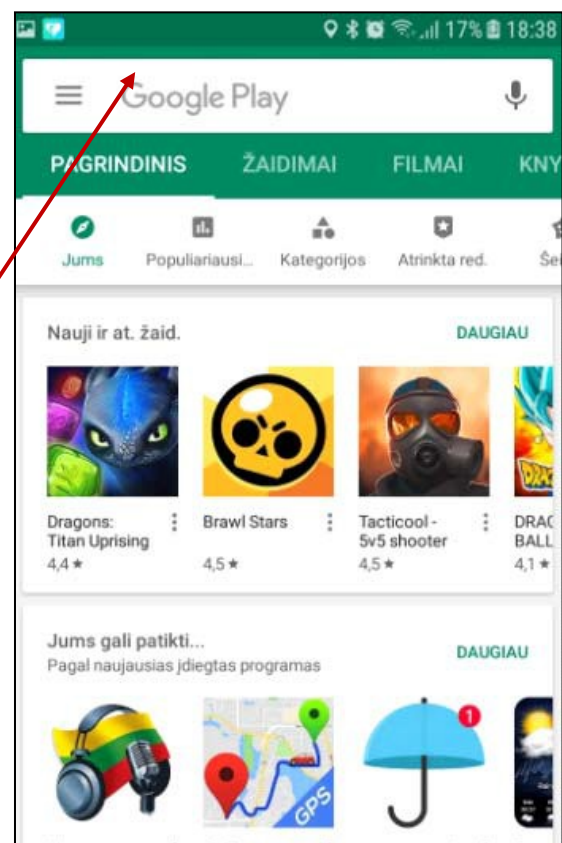 17% 18:38
Google Play
PAGRINDINIS ŽAIDIMAI FILMAI KNY
Jums Populiariausi... Kategorijos Atrinkta red. Šei
Nauji ir at. žaid. DAUGIAU
Dragons: Brawl Stars Tacticool - DRAG
Titan Uprising 5v5 shooter BALL
4,4 ★ 4,5 ★ 4,5 ★ 4,1 ★
Jums gali patikti... DAUGIAU
Pagal naujausias įdiegtas programas
GPS
1